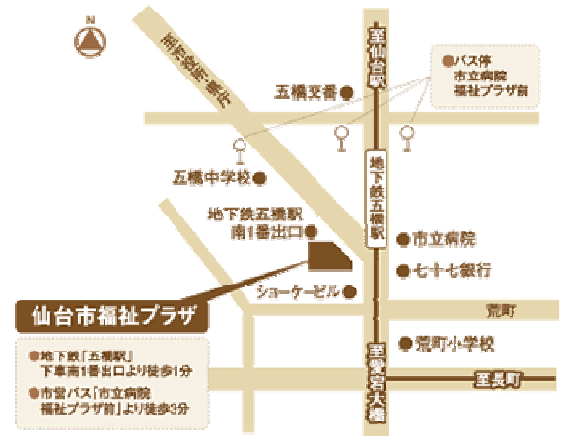 N
至市役所・県庁
至仙台駅
バス停
市立病院
福祉プラザ前
五橋交番
五橋中学校
地下鉄五橋駅
地下鉄五橋駅
南1番出口
市立病院
七十七銀行
ショーケービル
荒町
仙台市福祉プラザ
荒町小学校
地下鉄「五橋駅」
下車南1番出口より徒歩1分
市営バス「市立病院
福祉プラザ前」より徒歩3分
至愛宕大橋
至長町